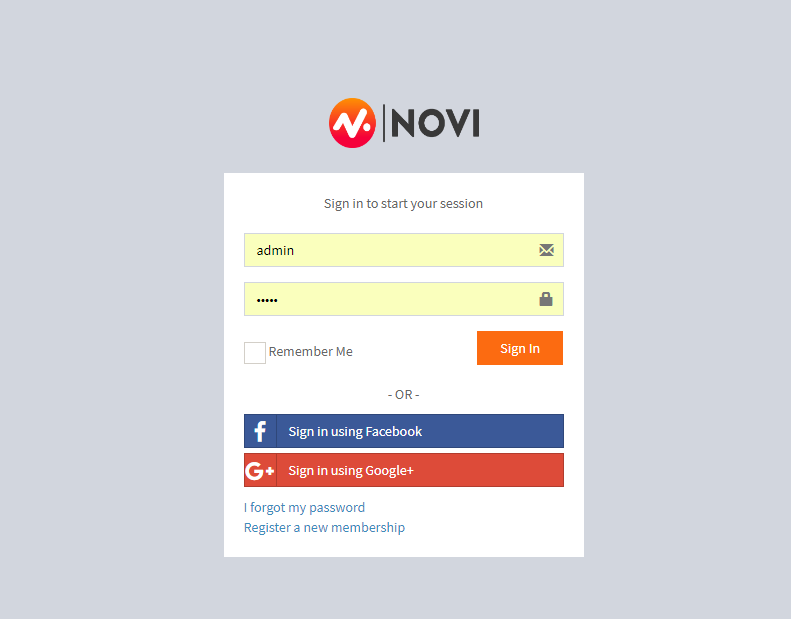 NOVI
Sign in to start your session
admin
•••••
Remember Me
Sign In
- OR -
Sign in using Facebook
Sign in using Google+
I forgot my password
Register a new membership